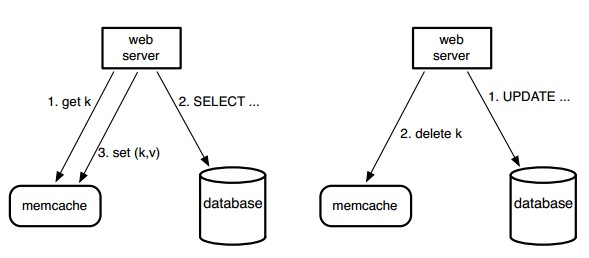 web
server
1. get k
2. SELECT ...
3. set (k,v)
memcache
database
web
server
1. UPDATE ...
2. delete k
memcache
database